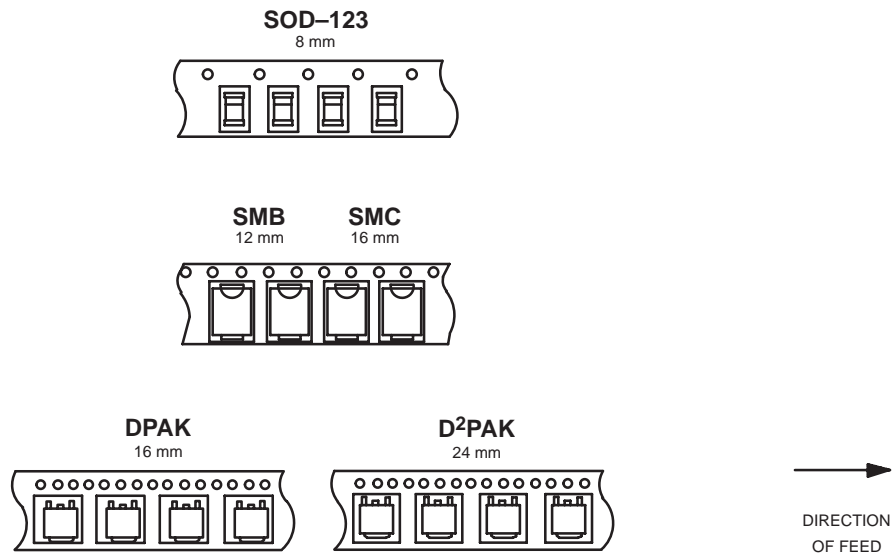 SOD–123
8 mm
SMB
12 mm
SMC
16 mm
DPAK
16 mm
D²PAK
24 mm
DIRECTION
OF FEED